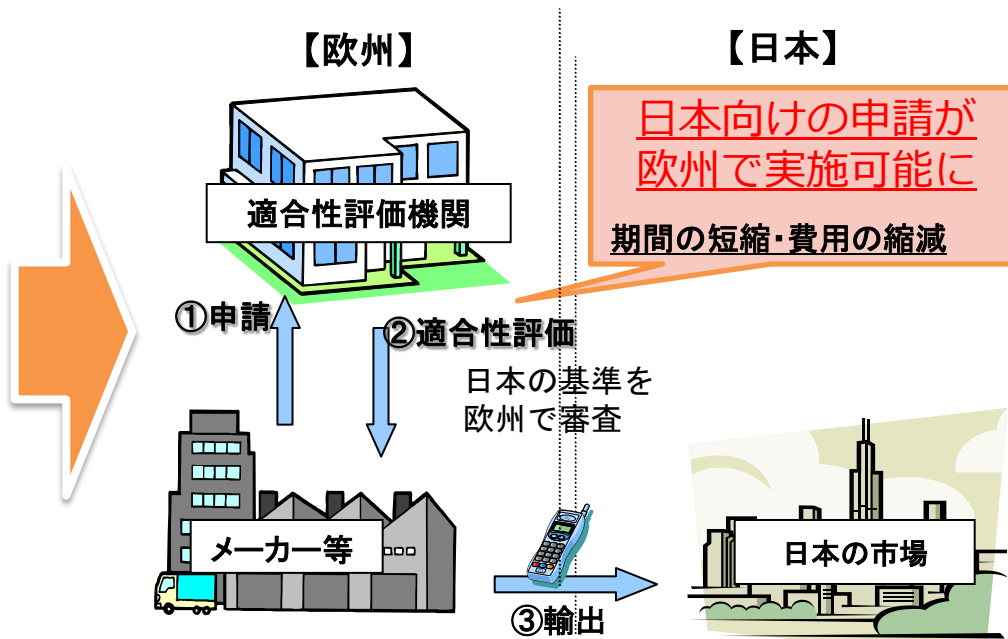 【欧州】
【日本】
日本向けの申請が
欧州で実施可能に
期間の短縮・費用の縮減
適合性評価機関
①申請
②適合性評価
日本の基準を
欧州で審査
メーカー等
日本の市場
③輸出